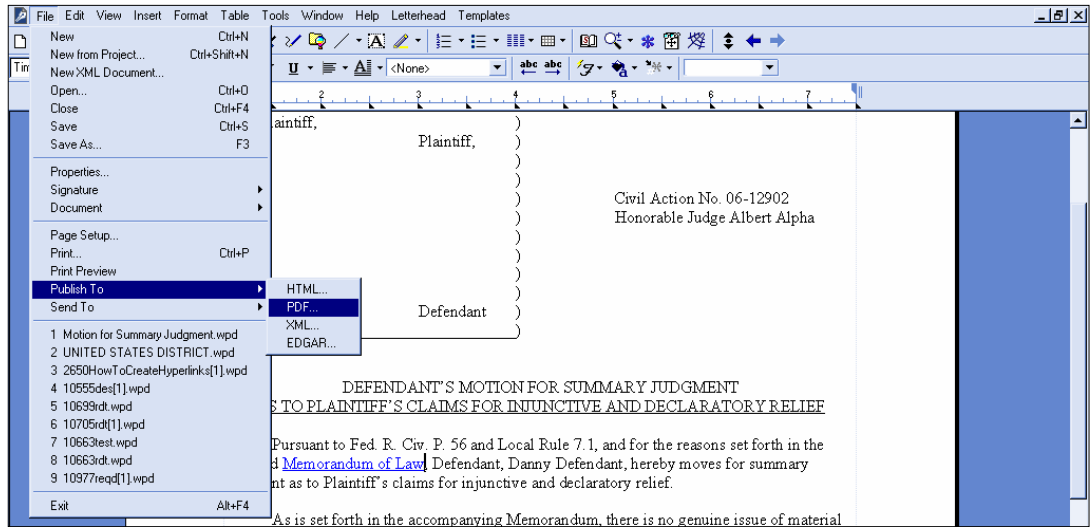 File Edit View Insert Format Table Tools Window Help Letterhead Templates
New Ctrl+N
New from Project... Ctrl+Shift+N
New XML Document...
Open... Ctrl+O
Close Ctrl+F4
Save Ctrl+S
Save As... F3
Properties...
Signature
Document
Page Setup...
Print... Ctrl+P
Print Preview
Publish To
Send To
1 Motion for Summary Judgment.wpd
2 UNITED STATES DISTRICT.wpd
3 2650HowToCreateHyperlinks[1].wpd
4 10555des[1].wpd
5 10699rdt.wpd
6 10705rdt[1].wpd
7 10663test.wpd
8 10663rdt.wpd
9 10977reqd[1].wpd
Exit Alt+F4
HTML...
PDF...
XML...
EDGAR...
<None>
abc abc
2 3 4 5 6 7
aintiff, )
Plaintiff, )
)
)
) Civil Action No. 06-12902
) Honorable Judge Albert Alpha
)
)
)
)
Defendant )
)
DEFENDANT'S MOTION FOR SUMMARY JUDGMENT
S TO PLAINTIFF'S CLAIMS FOR INJUNCTIVE AND DECLARATORY RELIEF
Pursuant to Fed. R. Civ. P. 56 and Local Rule 7.1, and for the reasons set forth in the
d Memorandum of Law, Defendant, Danny Defendant, hereby moves for summary
nt as to Plaintiff's claims for injunctive and declaratory relief.
As is set forth in the accompanying Memorandum, there is no genuine issue of material